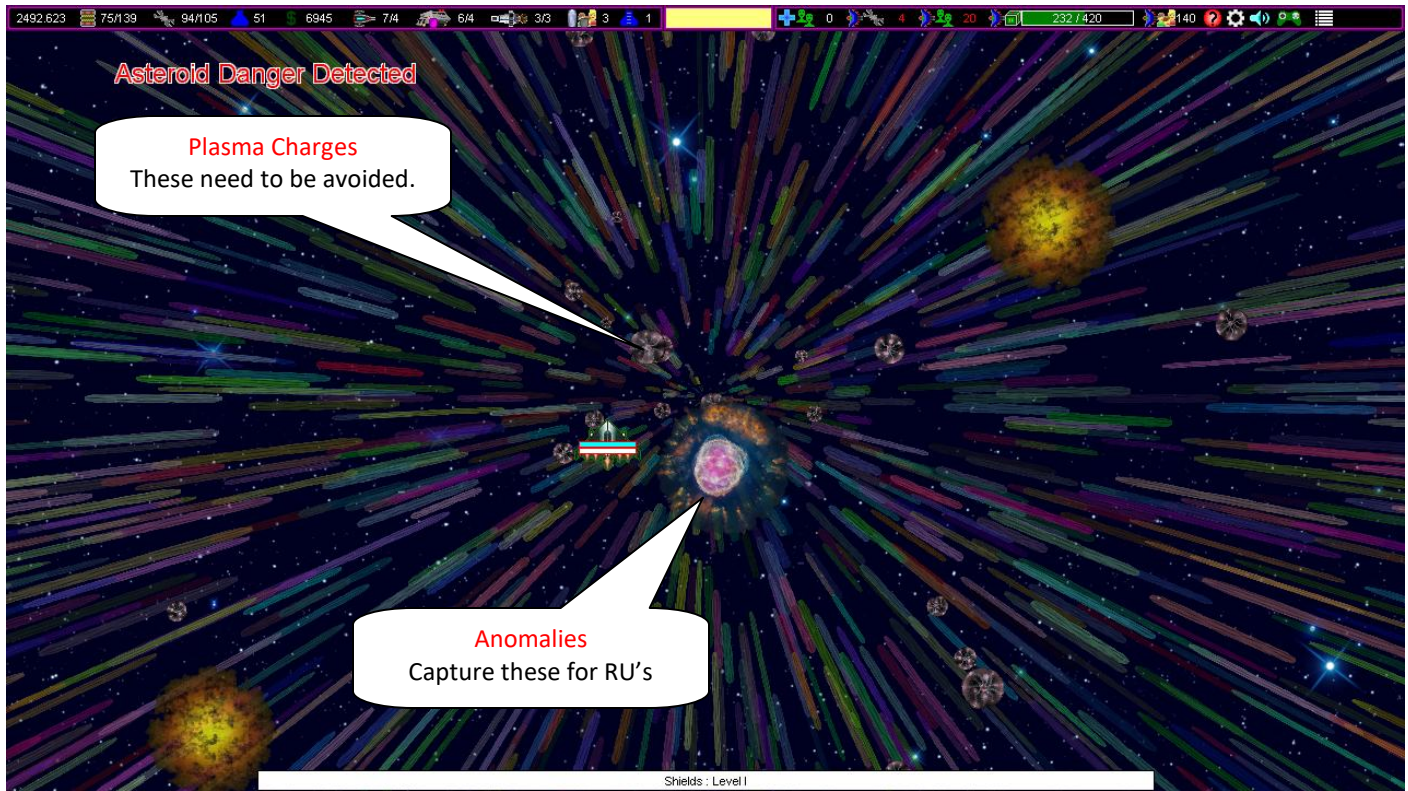 2492.623 75/139 94/105 51 $ 6945 7/4 6/4 3/3 3 1 0 4 20 232 / 420 140 ?
Asteroid Danger Detected
Plasma Charges
These need to be avoided.
Anomalies
Capture these for RU's
Shields : Level I